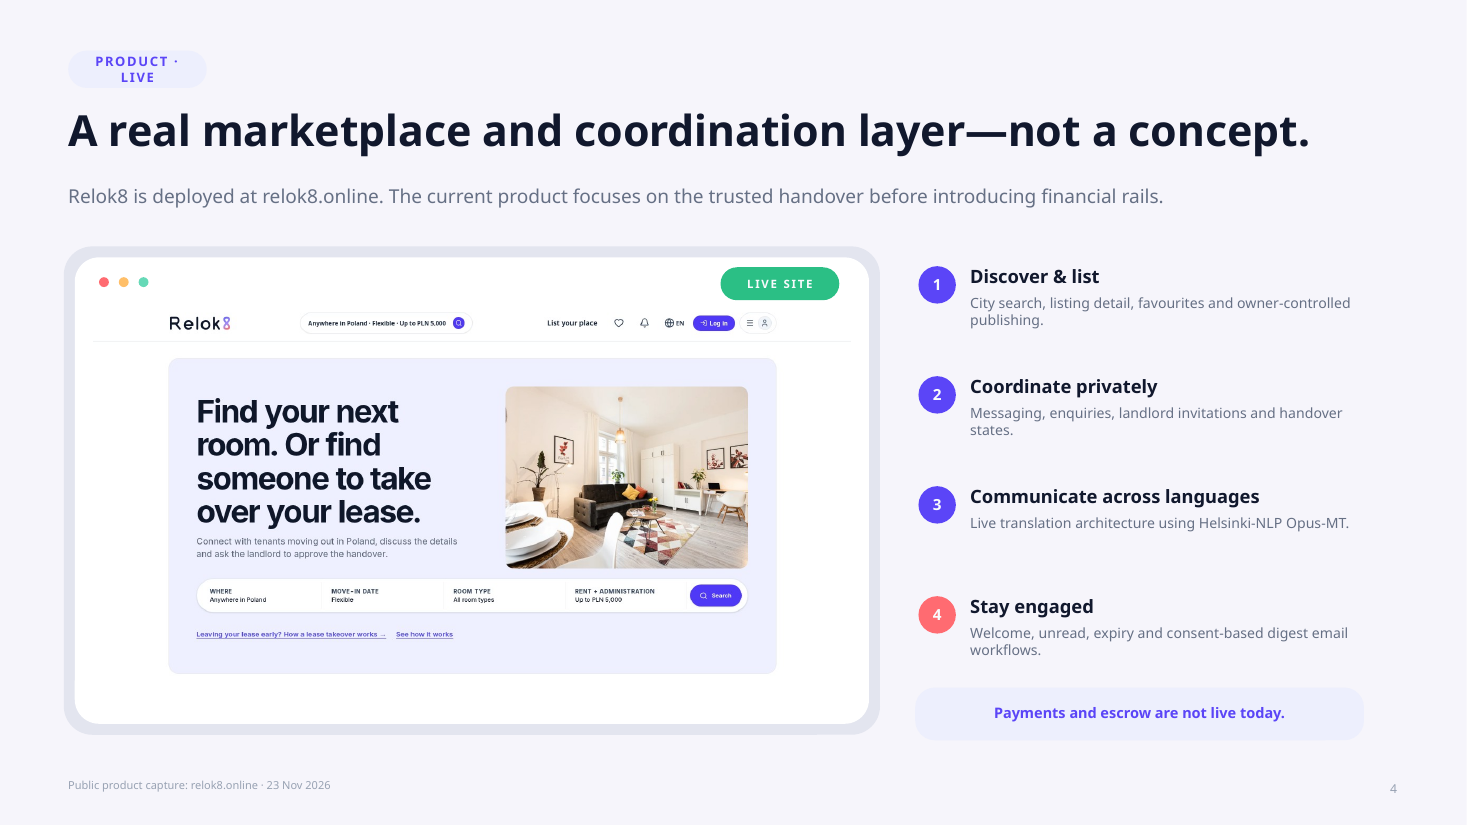 PRODUCT ·
LIVE
A real marketplace and coordination layer—not a concept.
Relok8 is deployed at relok8.online. The current product focuses on the trusted handover before introducing financial rails.
LIVE SITE
Relok8
Anywhere in Poland · Flexible · Up to PLN 5,000
List your place
EN
Log in
Find your next
room. Or find
someone to take
over your lease.
Connect with tenants moving out in Poland, discuss the details
and ask the landlord to approve the handover.
WHERE
Anywhere in Poland
MOVE-IN DATE
Flexible
ROOM TYPE
All room types
RENT + ADMINISTRATION
Up to PLN 5,000
Search
Leaving your lease early? How a lease takeover works →
See how it works
1
Discover & list
City search, listing detail, favourites and owner-controlled
publishing.
2
Coordinate privately
Messaging, enquiries, landlord invitations and handover
states.
3
Communicate across languages
Live translation architecture using Helsinki-NLP Opus-MT.
4
Stay engaged
Welcome, unread, expiry and consent-based digest email
workflows.
Payments and escrow are not live today.
Public product capture: relok8.online · 23 Nov 2026
4